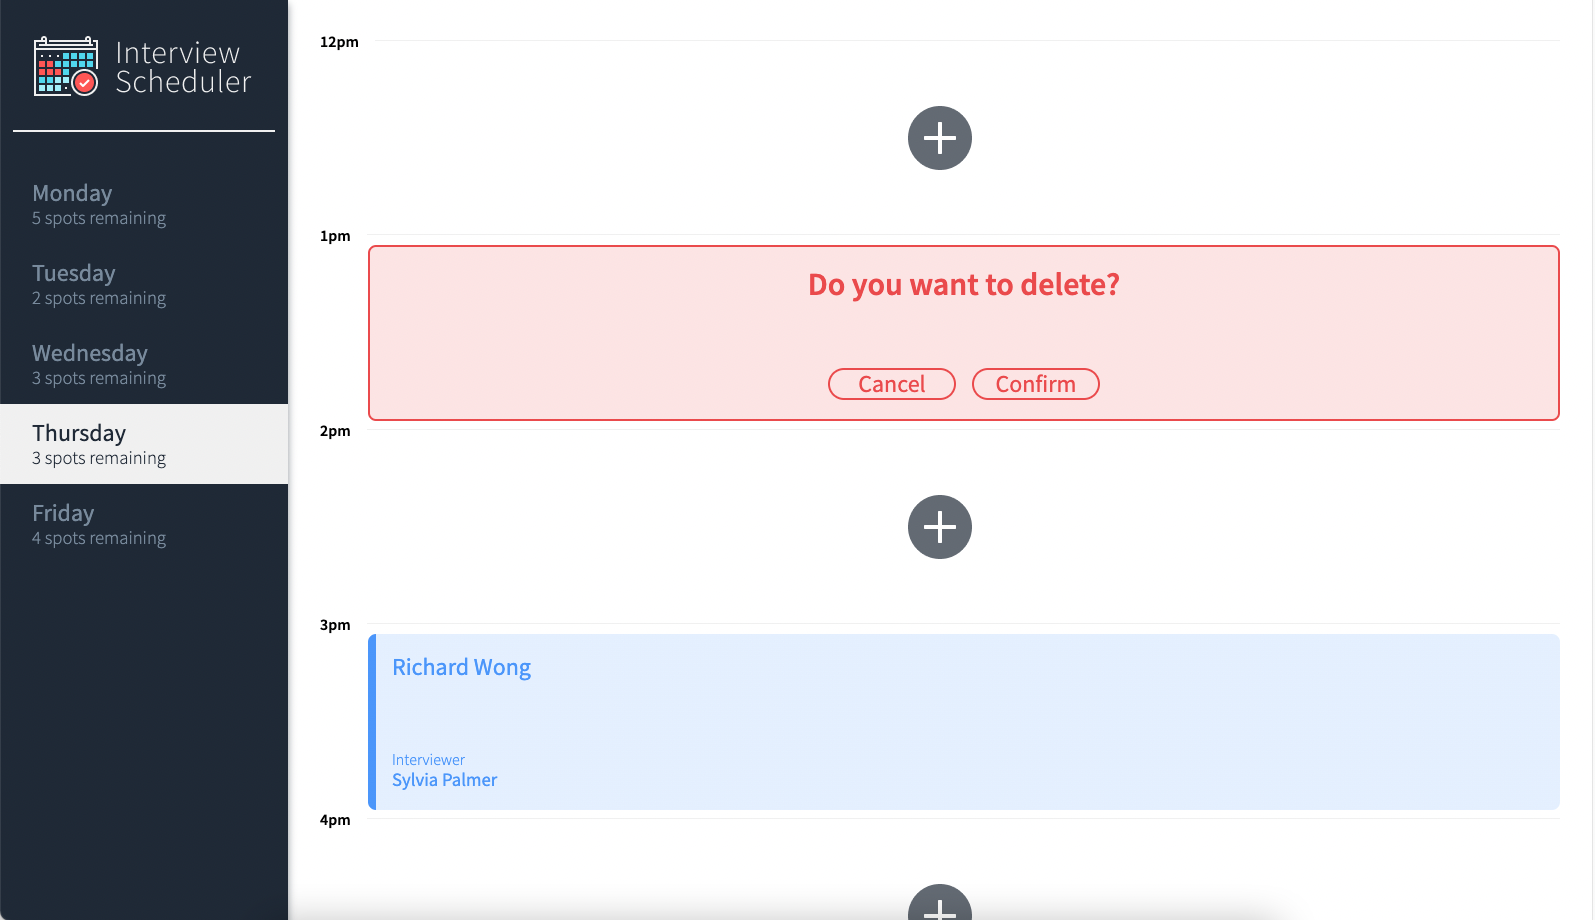 Interview
Scheduler
Monday
5 spots remaining
Tuesday
2 spots remaining
Wednesday
3 spots remaining
Thursday
3 spots remaining
Friday
4 spots remaining
12pm
1pm
Do you want to delete?
Cancel Confirm
2pm
3pm
Richard Wong
Interviewer
Sylvia Palmer
4pm